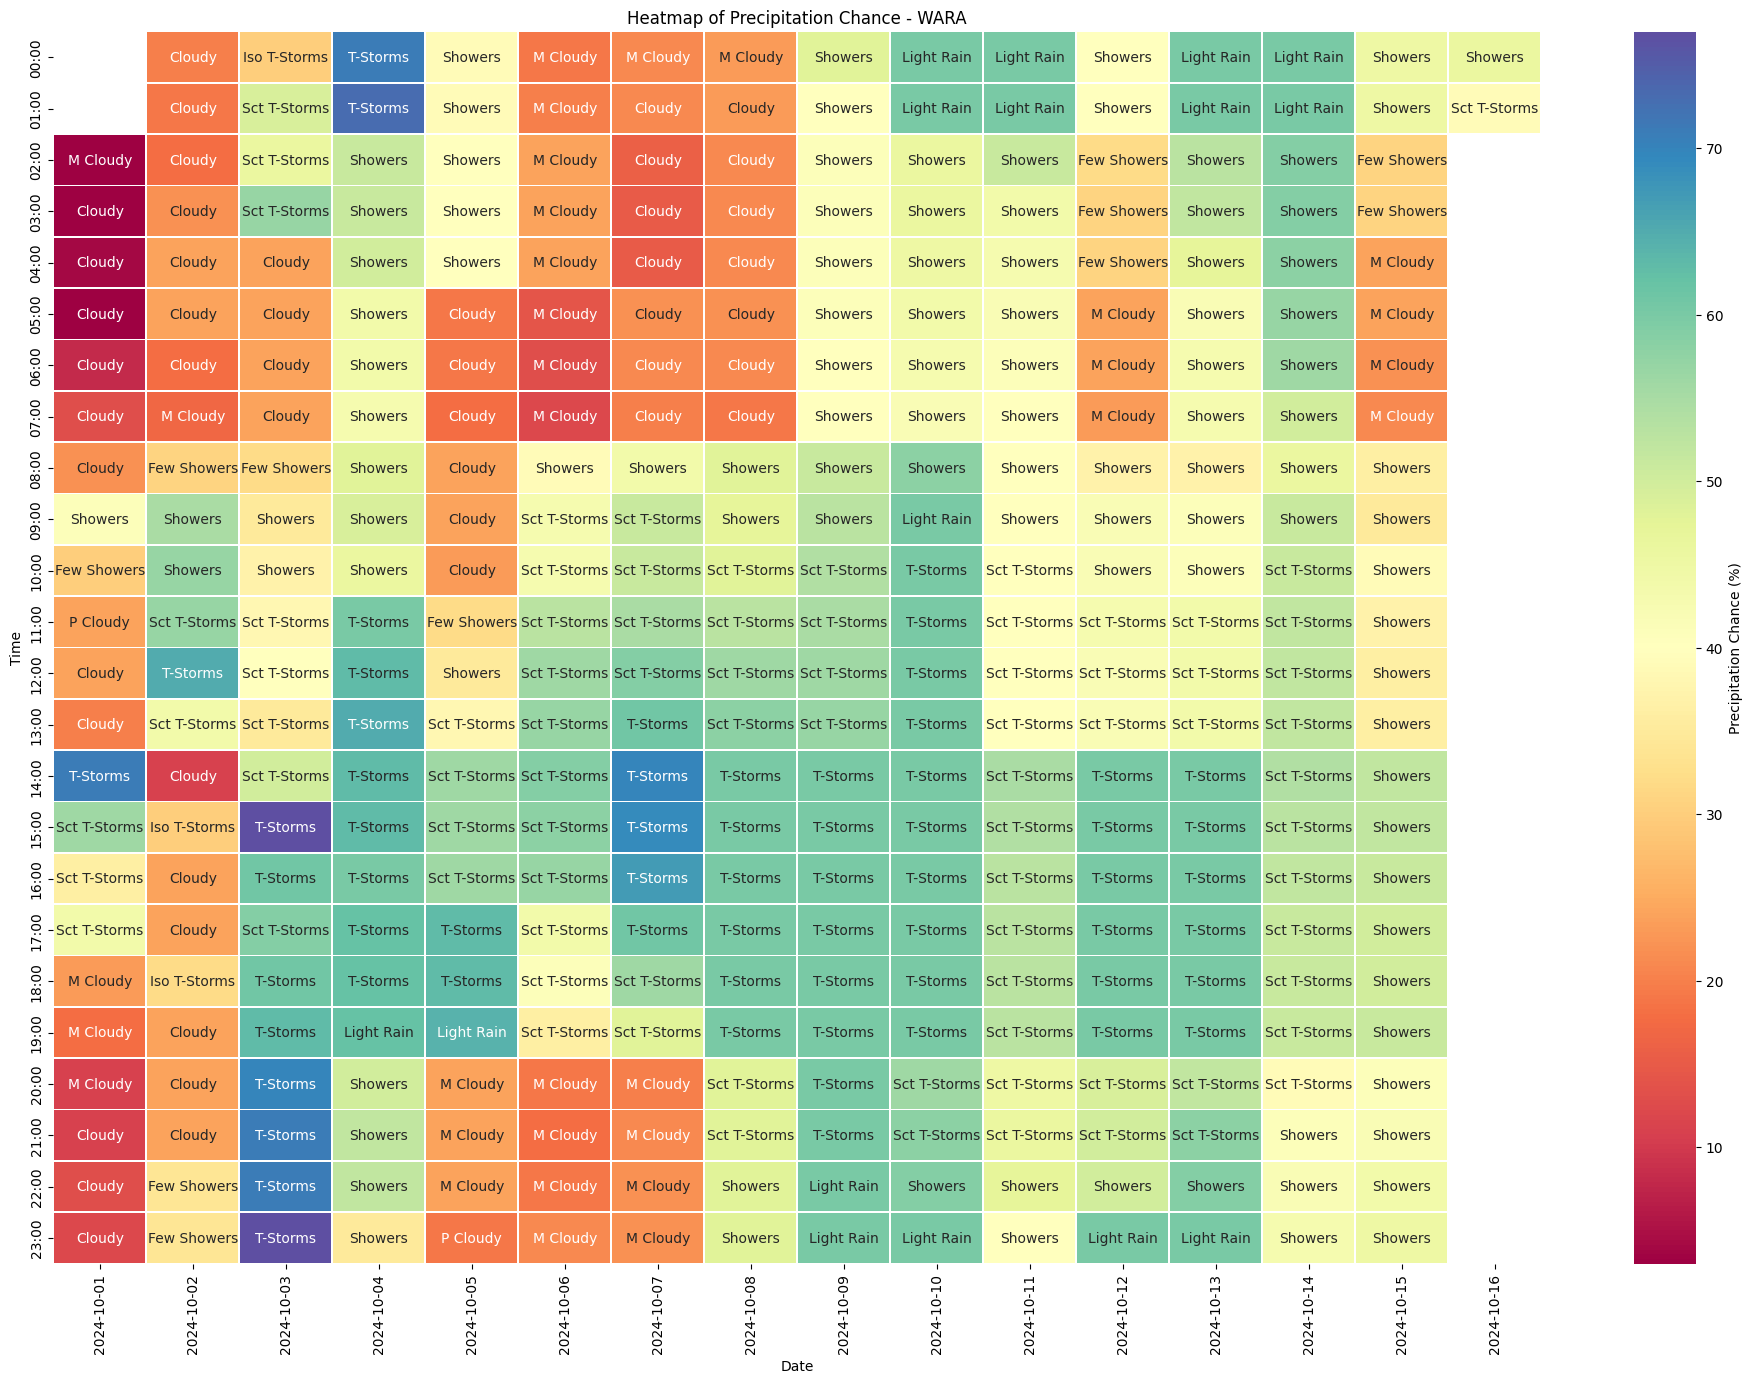 Heatmap of Precipitation Chance - WARA
00:00 Cloudy Iso T-Storms T-Storms Showers M Cloudy M Cloudy M Cloudy Showers Light Rain Light Rain Showers Light Rain Light Rain Showers Showers
01:00 Cloudy Sct T-Storms T-Storms Showers M Cloudy Cloudy Cloudy Showers Light Rain Light Rain Showers Light Rain Light Rain Showers Sct T-Storms
02:00 M Cloudy Cloudy Sct T-Storms Showers Showers M Cloudy Cloudy Cloudy Showers Showers Showers Few Showers Showers Showers Few Showers
03:00 Cloudy Cloudy Sct T-Storms Showers Showers M Cloudy Cloudy Cloudy Showers Showers Showers Few Showers Showers Showers Few Showers
04:00 Cloudy Cloudy Cloudy Showers Showers M Cloudy Cloudy Cloudy Showers Showers Showers Few Showers Showers Showers M Cloudy
05:00 Cloudy Cloudy Cloudy Showers Cloudy M Cloudy Cloudy Cloudy Showers Showers Showers M Cloudy Showers Showers M Cloudy
06:00 Cloudy Cloudy Cloudy Showers Cloudy M Cloudy Cloudy Cloudy Showers Showers Showers M Cloudy Showers Showers M Cloudy
07:00 Cloudy M Cloudy Cloudy Showers Cloudy M Cloudy Cloudy Cloudy Showers Showers Showers M Cloudy Showers Showers M Cloudy
08:00 Cloudy Few Showers Few Showers Showers Cloudy Showers Showers Showers Showers Showers Showers Showers Showers Showers Showers
09:00 Showers Showers Showers Showers Cloudy Sct T-Storms Sct T-Storms Showers Showers Light Rain Showers Showers Showers Showers Showers
10:00 Few Showers Showers Showers Showers Cloudy Sct T-Storms Sct T-Storms Sct T-Storms Sct T-Storms T-Storms Sct T-Storms Showers Showers Sct T-Storms Showers
11:00 P Cloudy Sct T-Storms Sct T-Storms T-Storms Few Showers Sct T-Storms Sct T-Storms Sct T-Storms Sct T-Storms T-Storms Sct T-Storms Sct T-Storms Sct T-Storms Sct T-Storms Showers
12:00 Cloudy T-Storms Sct T-Storms T-Storms Showers Sct T-Storms Sct T-Storms Sct T-Storms Sct T-Storms T-Storms Sct T-Storms Sct T-Storms Sct T-Storms Sct T-Storms Showers
13:00 Cloudy Sct T-Storms Sct T-Storms T-Storms Sct T-Storms Sct T-Storms T-Storms Sct T-Storms Sct T-Storms T-Storms Sct T-Storms Sct T-Storms Sct T-Storms Sct T-Storms Showers
14:00 T-Storms Cloudy Sct T-Storms T-Storms Sct T-Storms Sct T-Storms T-Storms T-Storms T-Storms T-Storms Sct T-Storms T-Storms T-Storms Sct T-Storms Showers
15:00 Sct T-Storms Iso T-Storms T-Storms T-Storms Sct T-Storms Sct T-Storms T-Storms T-Storms T-Storms T-Storms Sct T-Storms T-Storms T-Storms Sct T-Storms Showers
16:00 Sct T-Storms Cloudy T-Storms T-Storms Sct T-Storms Sct T-Storms T-Storms T-Storms T-Storms T-Storms Sct T-Storms T-Storms T-Storms Sct T-Storms Showers
17:00 Sct T-Storms Cloudy Sct T-Storms T-Storms T-Storms Sct T-Storms T-Storms T-Storms T-Storms T-Storms Sct T-Storms T-Storms T-Storms Sct T-Storms Showers
18:00 M Cloudy Iso T-Storms T-Storms T-Storms T-Storms Sct T-Storms Sct T-Storms T-Storms T-Storms T-Storms Sct T-Storms T-Storms T-Storms Sct T-Storms Showers
19:00 M Cloudy Cloudy T-Storms Light Rain Light Rain Sct T-Storms Sct T-Storms T-Storms T-Storms T-Storms Sct T-Storms T-Storms T-Storms Sct T-Storms Showers
20:00 M Cloudy Cloudy T-Storms Showers M Cloudy M Cloudy M Cloudy Sct T-Storms T-Storms Sct T-Storms Sct T-Storms Sct T-Storms Sct T-Storms Sct T-Storms Showers
21:00 Cloudy Cloudy T-Storms Showers M Cloudy M Cloudy M Cloudy Sct T-Storms T-Storms Sct T-Storms Sct T-Storms Sct T-Storms Sct T-Storms Showers Showers
22:00 Cloudy Few Showers T-Storms Showers M Cloudy M Cloudy M Cloudy Showers Light Rain Showers Showers Showers Showers Showers Showers
23:00 Cloudy Few Showers T-Storms Showers P Cloudy M Cloudy M Cloudy Showers Light Rain Light Rain Showers Light Rain Light Rain Showers Showers
Time
2024-10-01 2024-10-02 2024-10-03 2024-10-04 2024-10-05 2024-10-06 2024-10-07 2024-10-08 2024-10-09 2024-10-10 2024-10-11 2024-10-12 2024-10-13 2024-10-14 2024-10-15 2024-10-16
Date
70
60
50
40
30
20
10
Precipitation Chance (%)